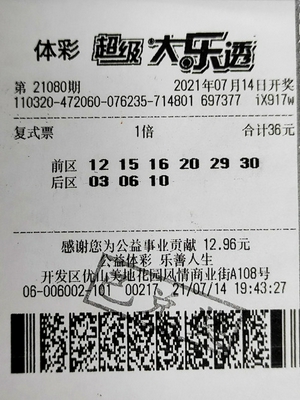 体彩 超级大乐透
第 21080期 2021年07月14日开奖
110320-472060-076235-714801 697377 iX917w
复式票 1倍 合计36元
前区 12 15 16 20 29 30
后区 03 06 10
感谢您为公益事业贡献 12.96元
公益体彩 乐善人生
开发区优山美地花园风情商业街A108号
06-006002-101 00217 21/07/14 19:43:27